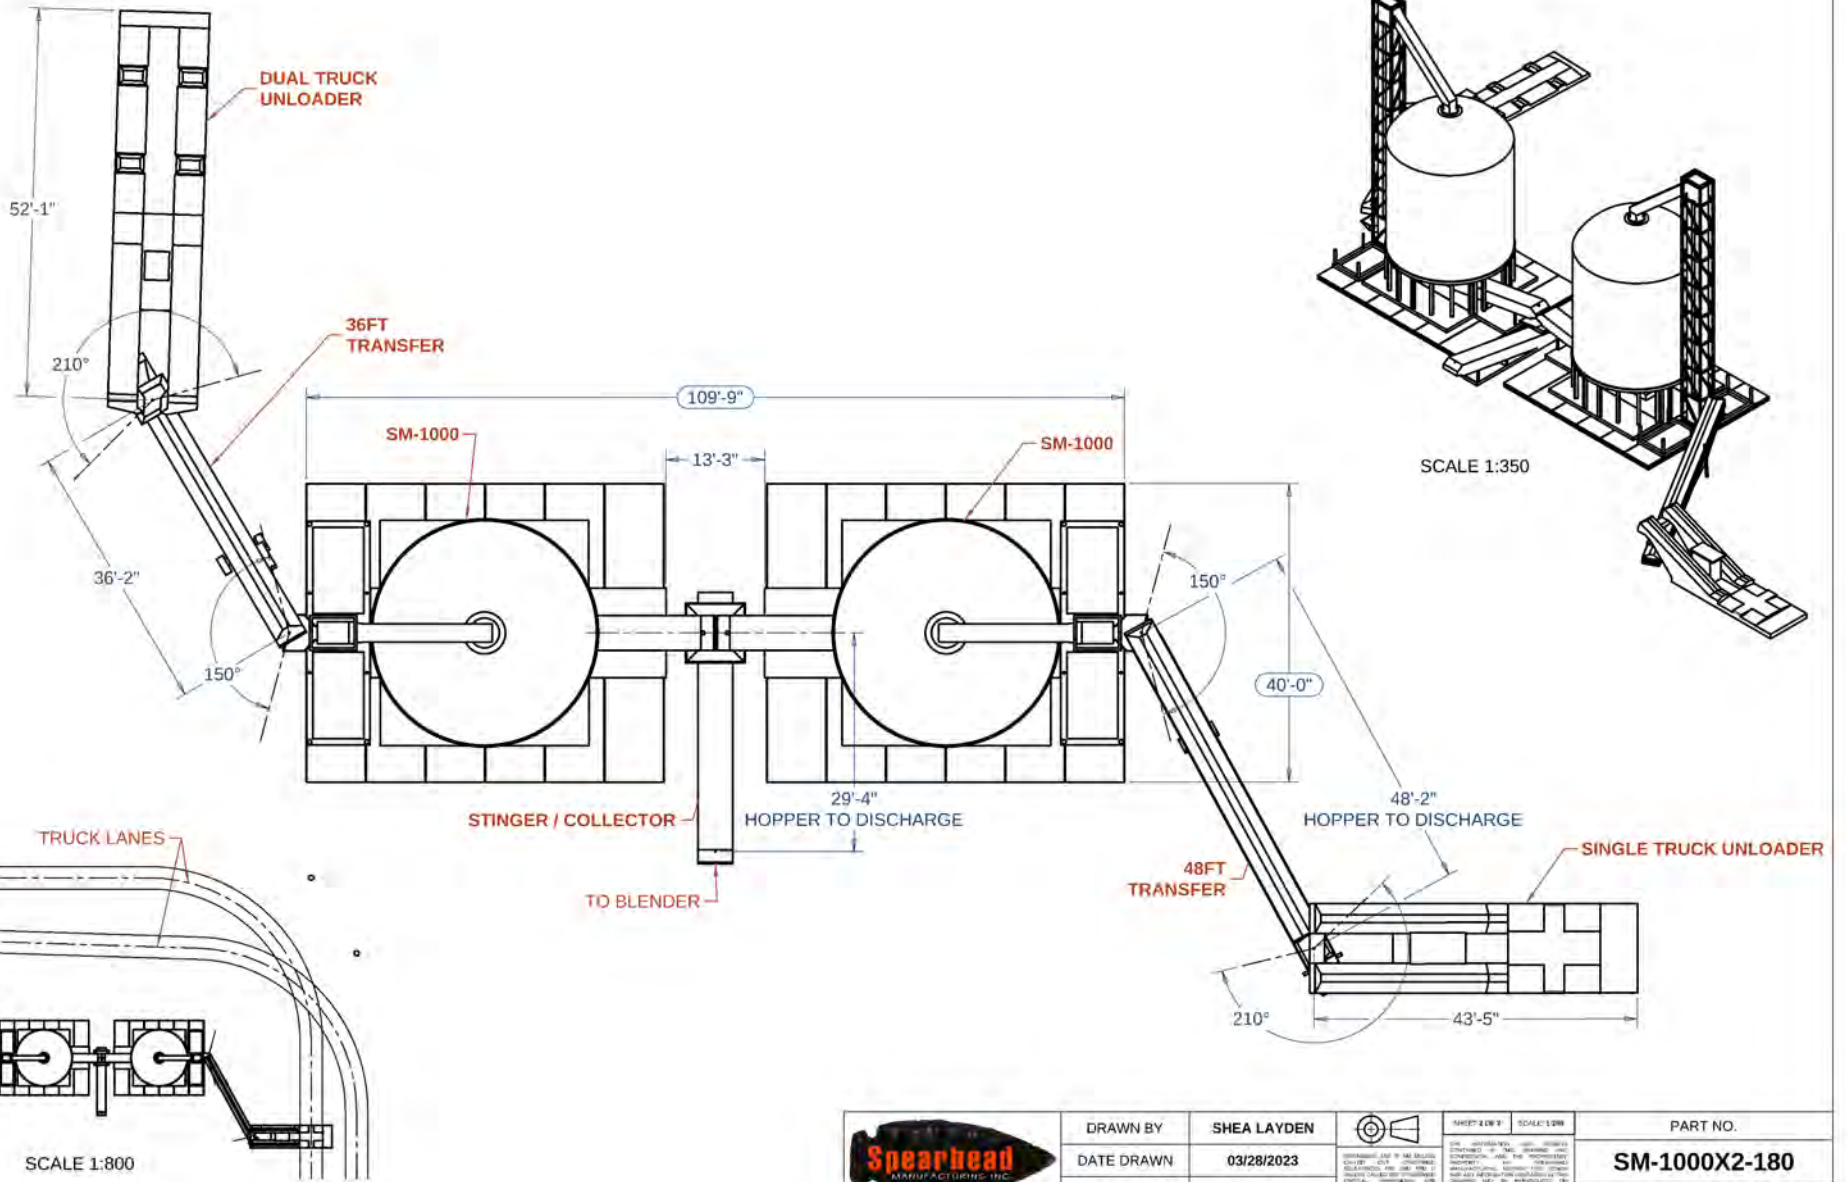 DUAL TRUCK
UNLOADER
52'-1"
36FT
TRANSFER
210°
109'-9"
SM-1000
13'-3"
SM-1000
SCALE 1:350
36'-2"
150°
150°
40'-0"
29'-4"
HOPPER TO DISCHARGE
STINGER / COLLECTOR
48'-2"
HOPPER TO DISCHARGE
TRUCK LANES
SINGLE TRUCK UNLOADER
48FT
TRANSFER
TO BLENDER
210°
43'-5"
SCALE 1:800
Spearhead
MANUFACTURING INC.
DRAWN BY
SHEA LAYDEN
DATE DRAWN
03/28/2023
PART NO.
SM-1000X2-180